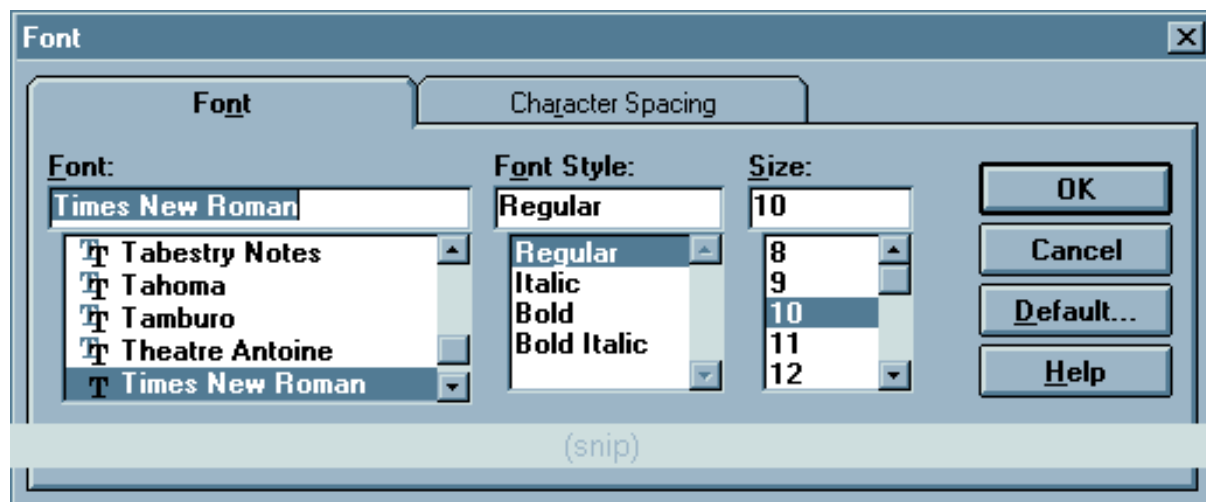 Font
Font
Character Spacing
Font:
Times New Roman
Tabestry Notes
Tahoma
Tamburo
Theatre Antoine
Times New Roman
Font Style:
Regular
Regular
Italic
Bold
Bold Italic
Size:
10
8
9
10
11
12
OK
Cancel
Default...
Help
(snip)